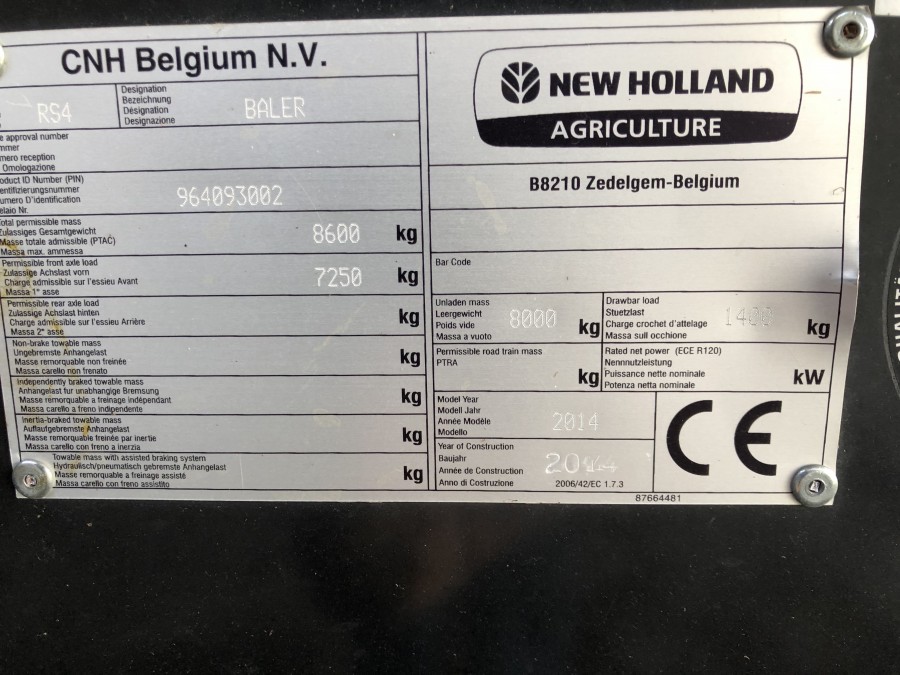 CNH Belgium N.V.
RS4
Designation
Bezeichnung
Désignation
Designazione
BALER
e approval number
mmer
mero reception
Omologazione
oduct ID Number (PIN)
entifizierungsnummer
umero D'identification
elaio Nr.
964093002
otal permissible mass
Zulassiges Gesamtgewicht
Masse totale admissible (PTAC)
Massa max. ammessa
8600 kg
Permissible front axle load
Zulassige Achslast vorn
Charge admissible sur l'essieu Avant
Massa 1° asse
7250 kg
Permissible rear axle load
Zulassige Achslast hinten
Charge admissible sur l'essieu Arrière
Massa 2° asse
kg
Non-brake towable mass
Ungebremste Anhangelast
Masse remorquable non freinée
Massa carello non frenato
kg
Independently braked towable mass
Anhangelast fur unabhangige Bremsung
Masse remorquable a freinage indépendant
Massa carello a freno indipendente
kg
Inertia-braked towable mass
Auflaufgebremste Anhangelast
Masse remorquable freinée par inertie
Massa carello con freno a inerzia
kg
Towable mass with assisted braking system
Hydraulisch/pneumatisch gebremste Anhangelast
Masse remorquable a freinage assisté
Massa carello con freno assistito
kg
NEW HOLLAND
AGRICULTURE
B8210 Zedelgem-Belgium
Bar Code
Unladen mass
Leergewicht
Poids vide
Massa a vuoto
8000 kg
Drawbar load
Stuetzlast
Charge crochet d'attelage
Massa sull occhione
1400 kg
Permissible road train mass
PTRA
kg
Rated net power (ECE R120)
Nennnutzleistung
Puissance nette nominale
Potenza netta nominale
kW
Model Year
Modell Jahr
Année Modèle
Modello
2014
Year of Construction
Baujahr
Année de Construction
Anno di Costruzione
2006/42/EC 1.7.3
CE
87664481
QUALITÉ